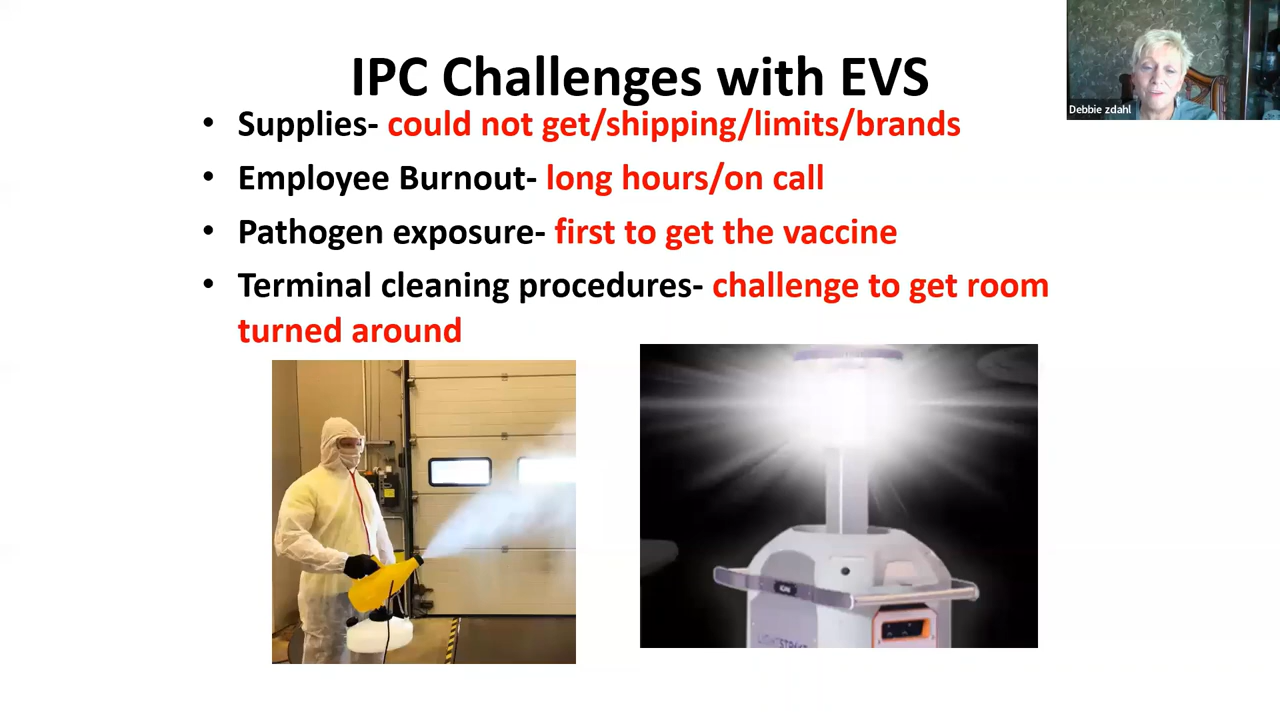 IPC Challenges with EVS
• Supplies- could not get/shipping/limits/brands
• Employee Burnout- long hours/on call
• Pathogen exposure- first to get the vaccine
• Terminal cleaning procedures- challenge to get room
turned around
Debbie zdahl